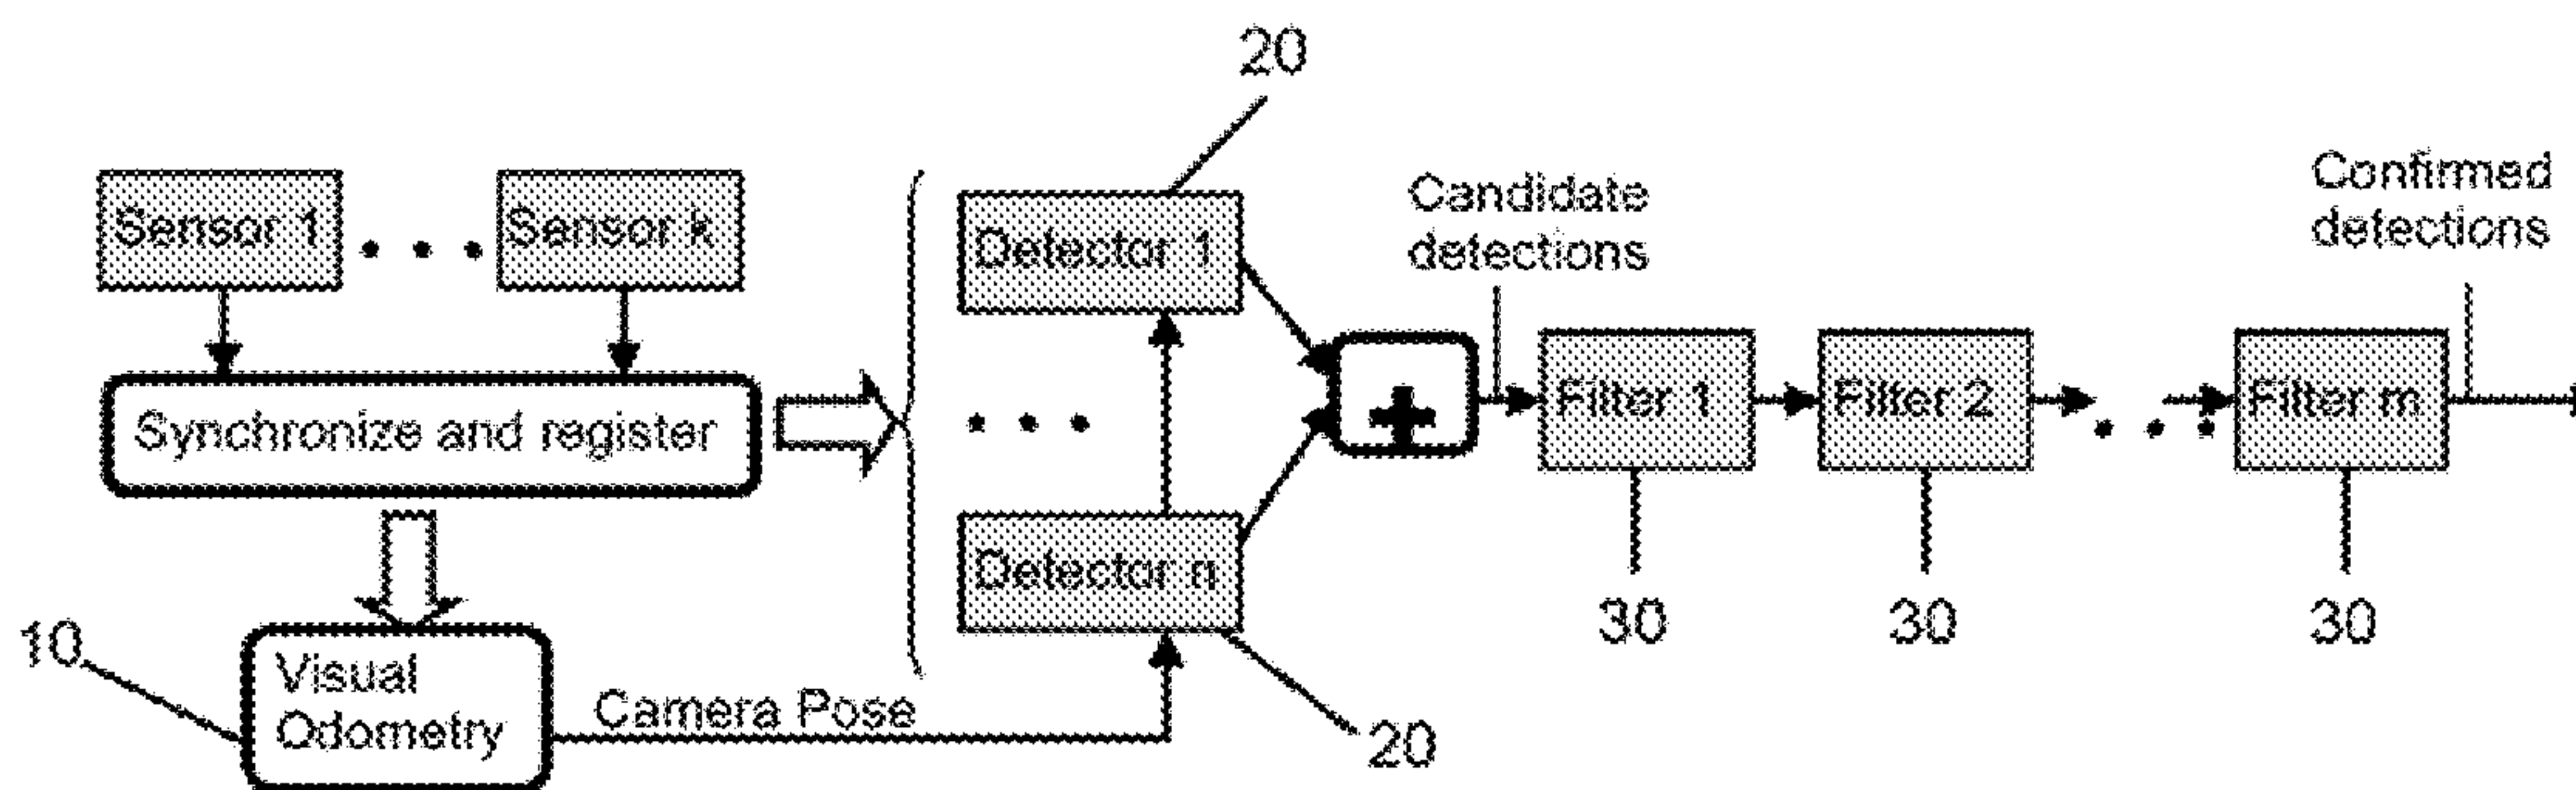 20
Sensor 1
Sensor k
Detector 1
Candidate
detections
Confirmed
detections
Synchronize and register
+
Filter 1
Filter 2
Filter m
Detector n
30
30
30
10
Visual
Odometry
Camera Pose
20